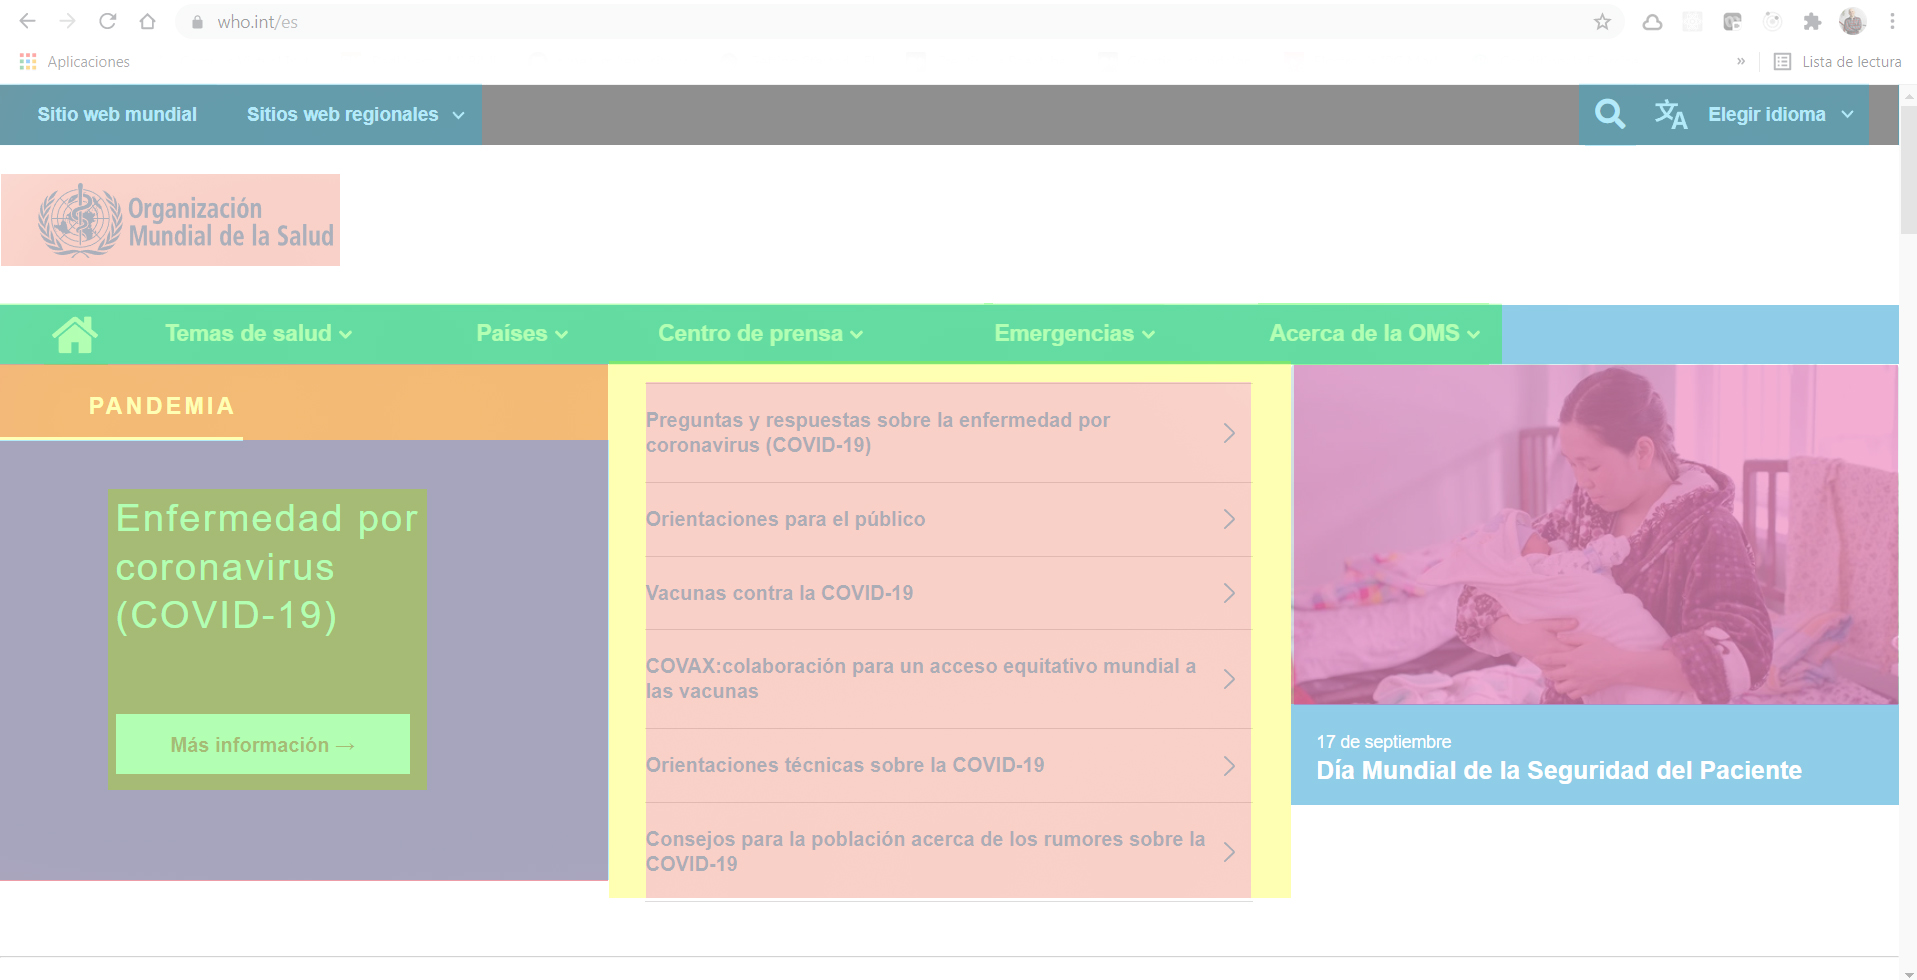 who.int/es
Aplicaciones
»
Lista de lectura
Sitio web mundial
Sitios web regionales
Elegir idioma
Organización
Mundial de la Salud
Temas de salud
Países
Centro de prensa
Emergencias
Acerca de la OMS
PANDEMIA
Enfermedad por
coronavirus
(COVID-19)
Más información →
Preguntas y respuestas sobre la enfermedad por
coronavirus (COVID-19)
Orientaciones para el público
Vacunas contra la COVID-19
COVAX:colaboración para un acceso equitativo mundial a
las vacunas
Orientaciones técnicas sobre la COVID-19
Consejos para la población acerca de los rumores sobre la
COVID-19
17 de septiembre
Día Mundial de la Seguridad del Paciente